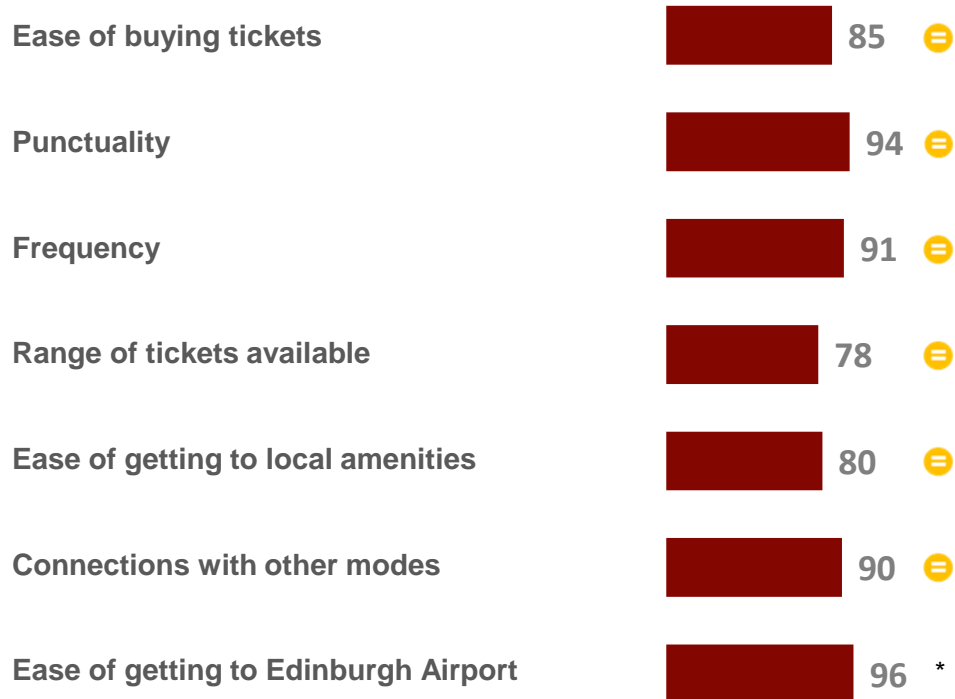 Ease of buying tickets 85
Punctuality 94
Frequency 91
Range of tickets available 78
Ease of getting to local amenities 80
Connections with other modes 90
Ease of getting to Edinburgh Airport 96 *